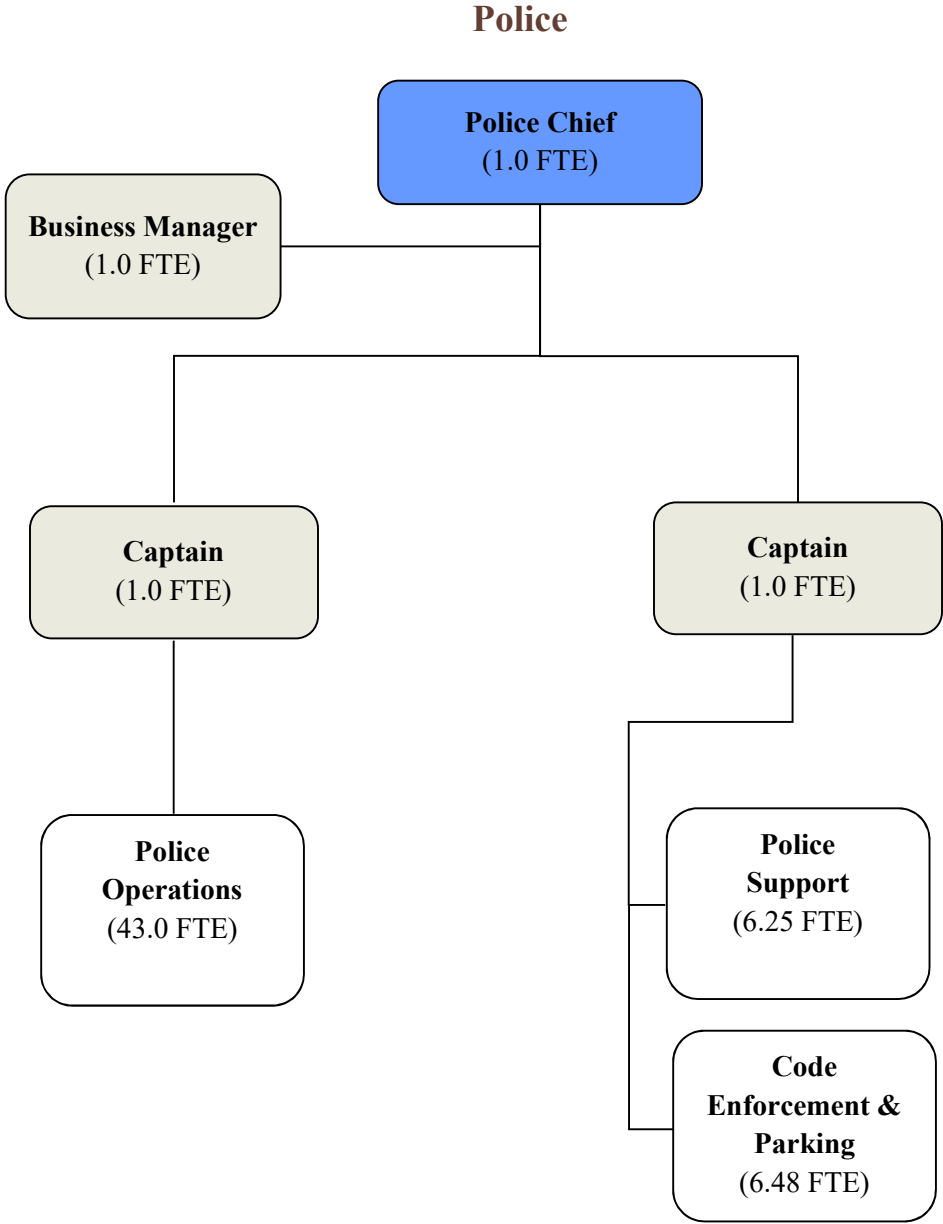 Police
Police Chief
(1.0 FTE)
Business Manager
(1.0 FTE)
Captain
(1.0 FTE)
Captain
(1.0 FTE)
Police
Operations
(43.0 FTE)
Police
Support
(6.25 FTE)
Code
Enforcement &
Parking
(6.48 FTE)